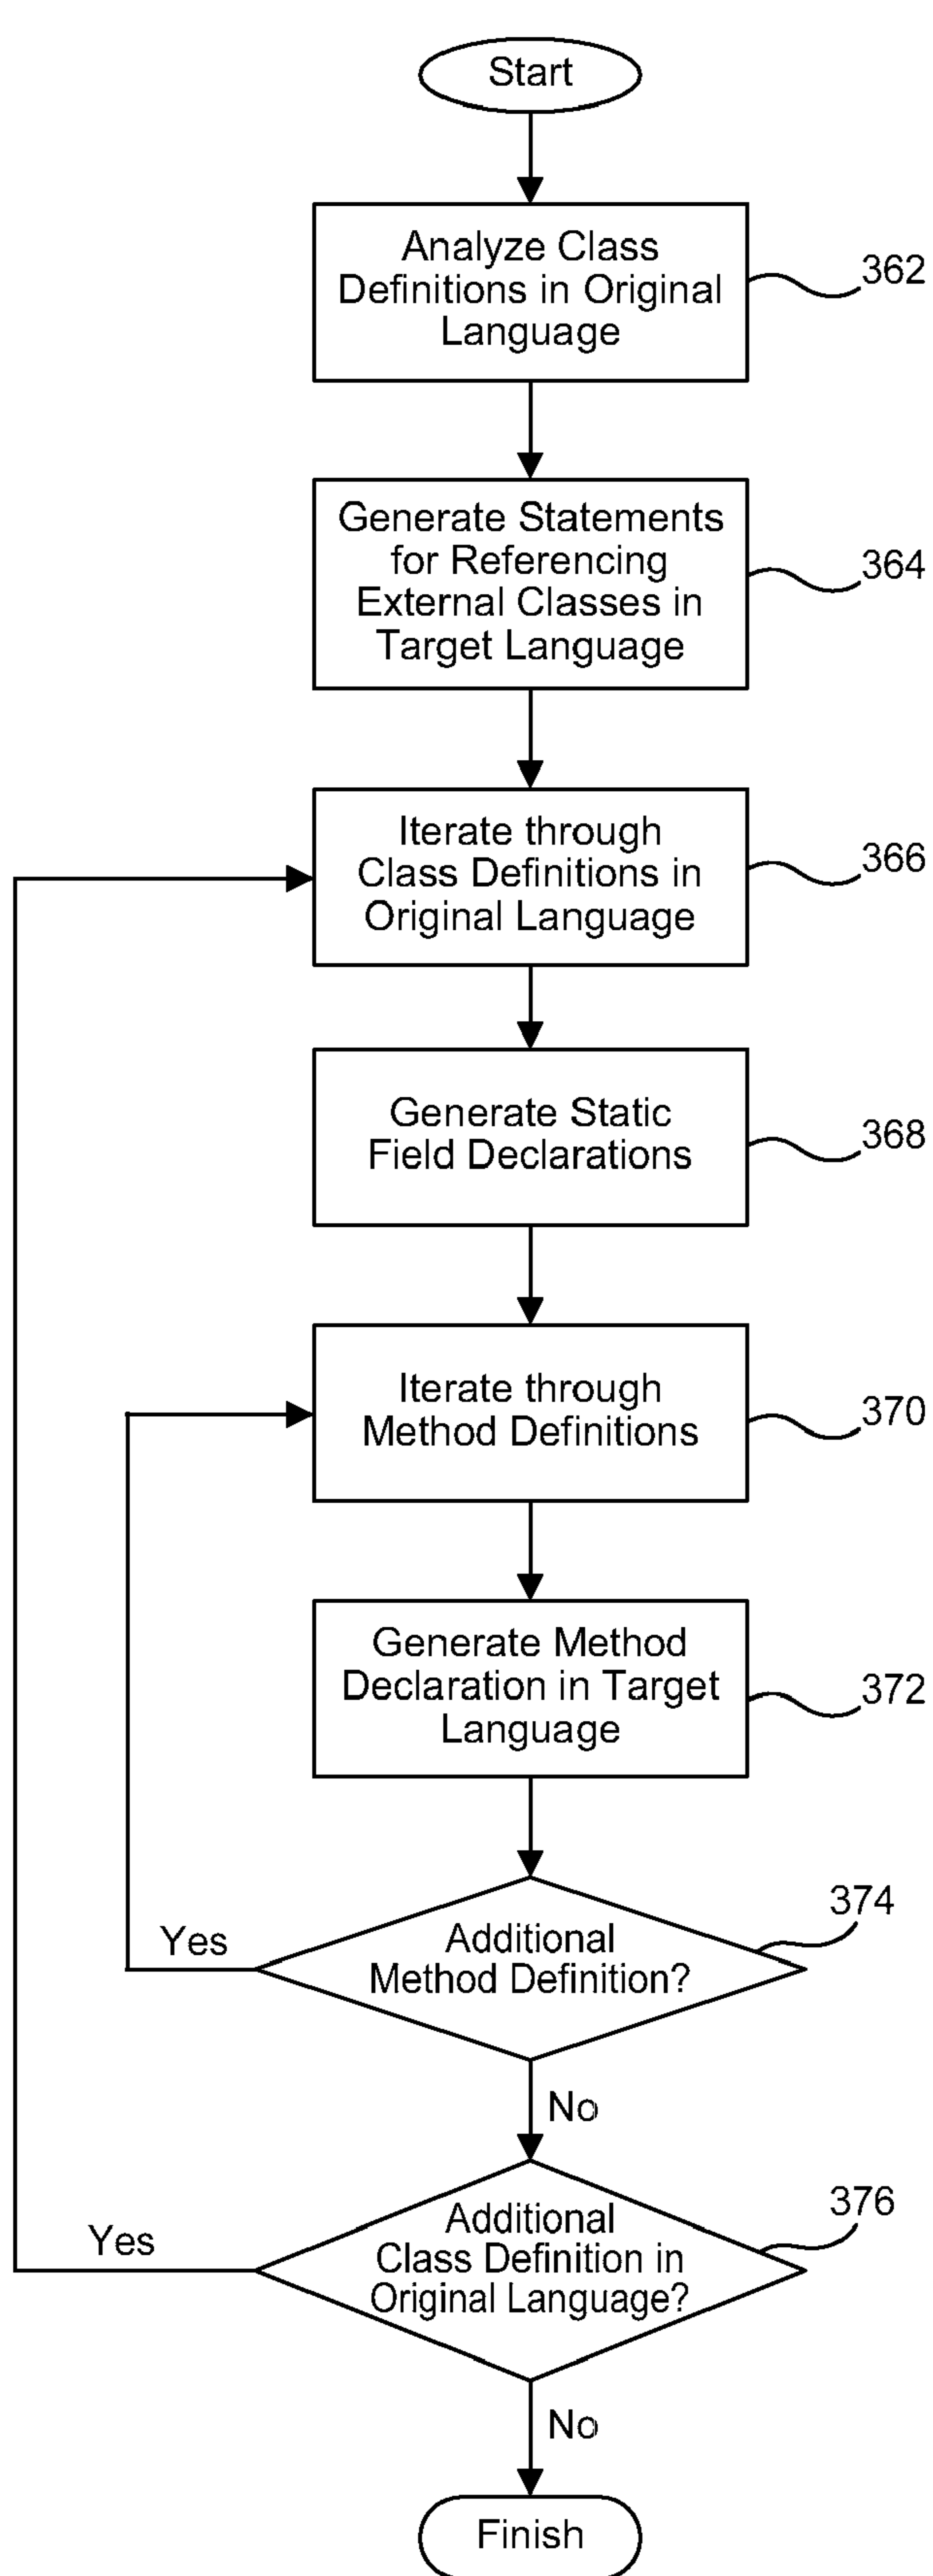 Start
Analyze Class
Definitions in Original
Language
362
Generate Statements
for Referencing
External Classes in
Target Language
364
Iterate through
Class Definitions in
Original Language
366
Generate Static
Field Declarations
368
Iterate through
Method Definitions
370
Generate Method
Declaration in Target
Language
372
374
Additional
Method Definition?
Yes
No
376
Additional
Class Definition in
Original Language?
Yes
No
Finish